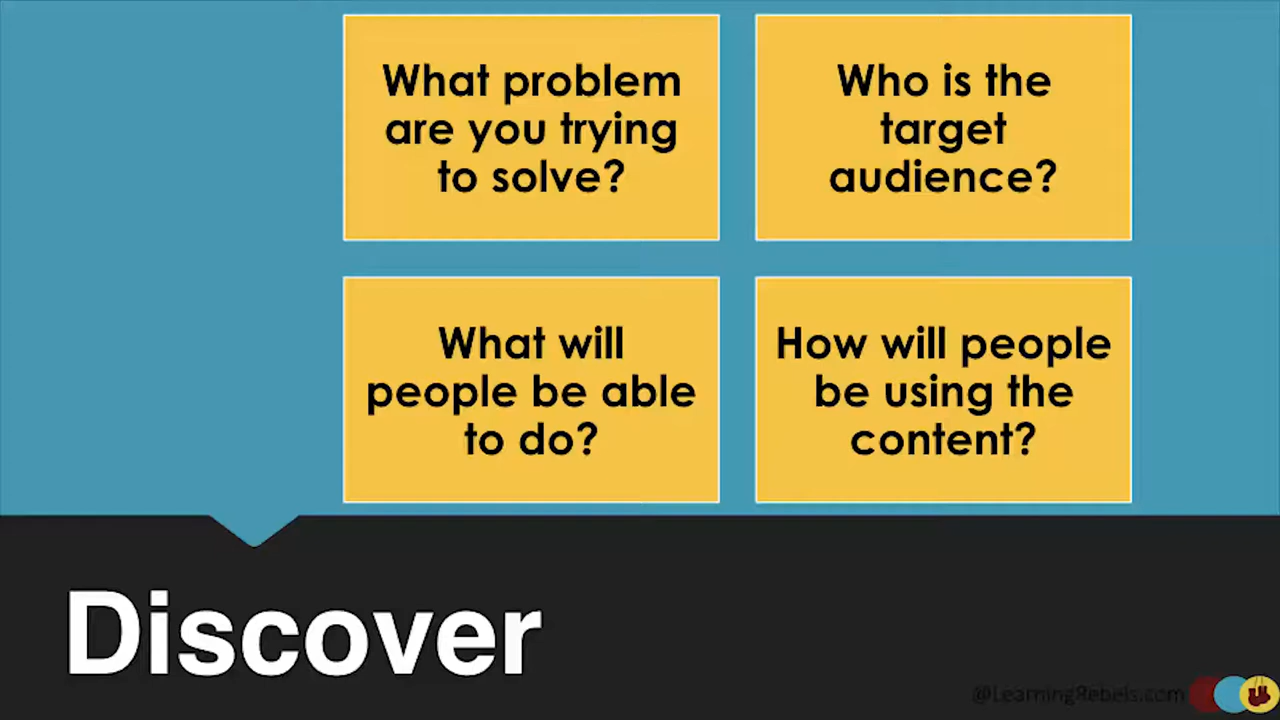 What problem
are you trying
to solve?
Who is the
target
audience?
What will
people be able
to do?
How will people
be using the
content?
Discover
@LearningRebels.com